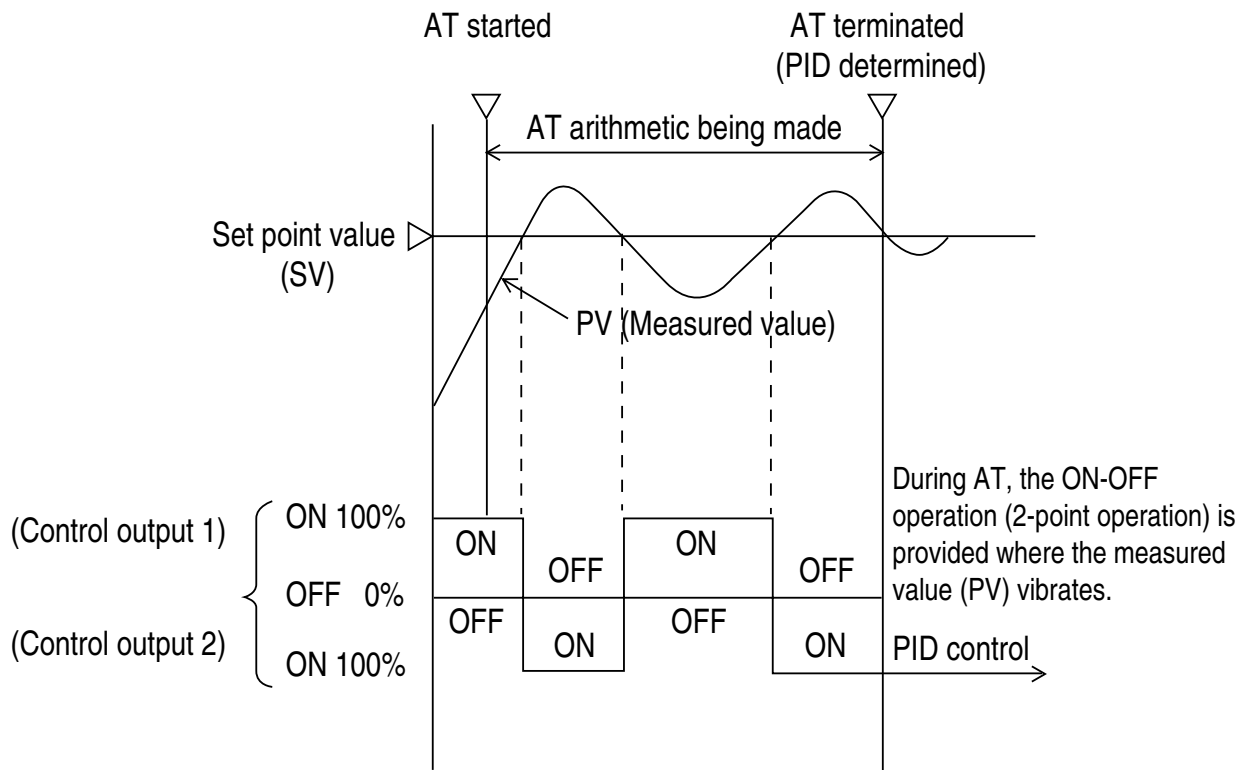 AT started
AT terminated
(PID determined)
AT arithmetic being made
Set point value
(SV)
PV (Measured value)
During AT, the ON-OFF
operation (2-point operation) is
provided where the measured
value (PV) vibrates.
(Control output 1)
ON 100%
ON
ON
OFF
OFF
OFF 0%
OFF
OFF
(Control output 2)
ON 100%
ON
ON
PID control